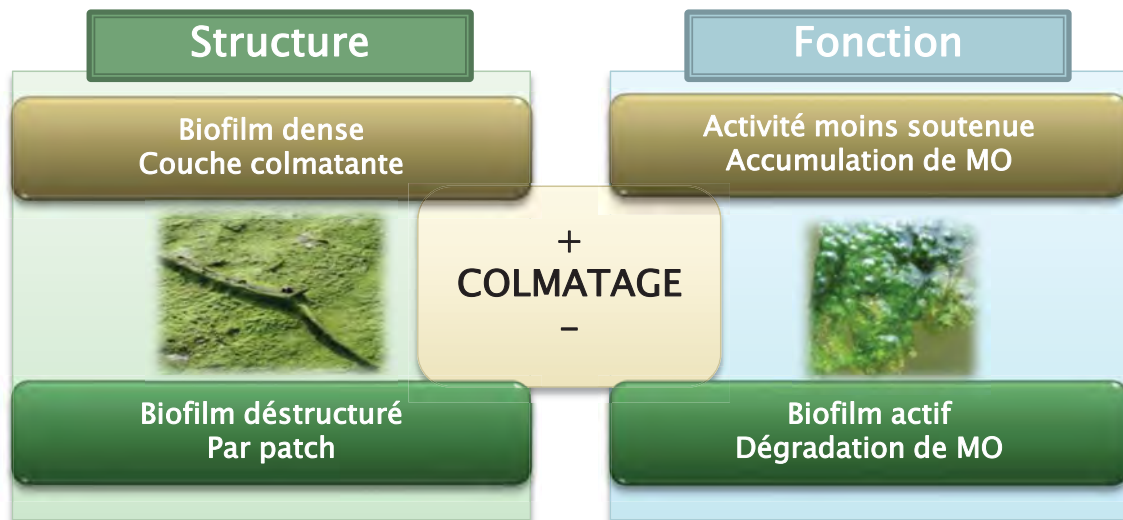 Structure
Fonction
Biofilm dense
Couche colmatante
Activité moins soutenue
Accumulation de MO
+
COLMATAGE
-
Biofilm déstructuré
Par patch
Biofilm actif
Dégradation de MO